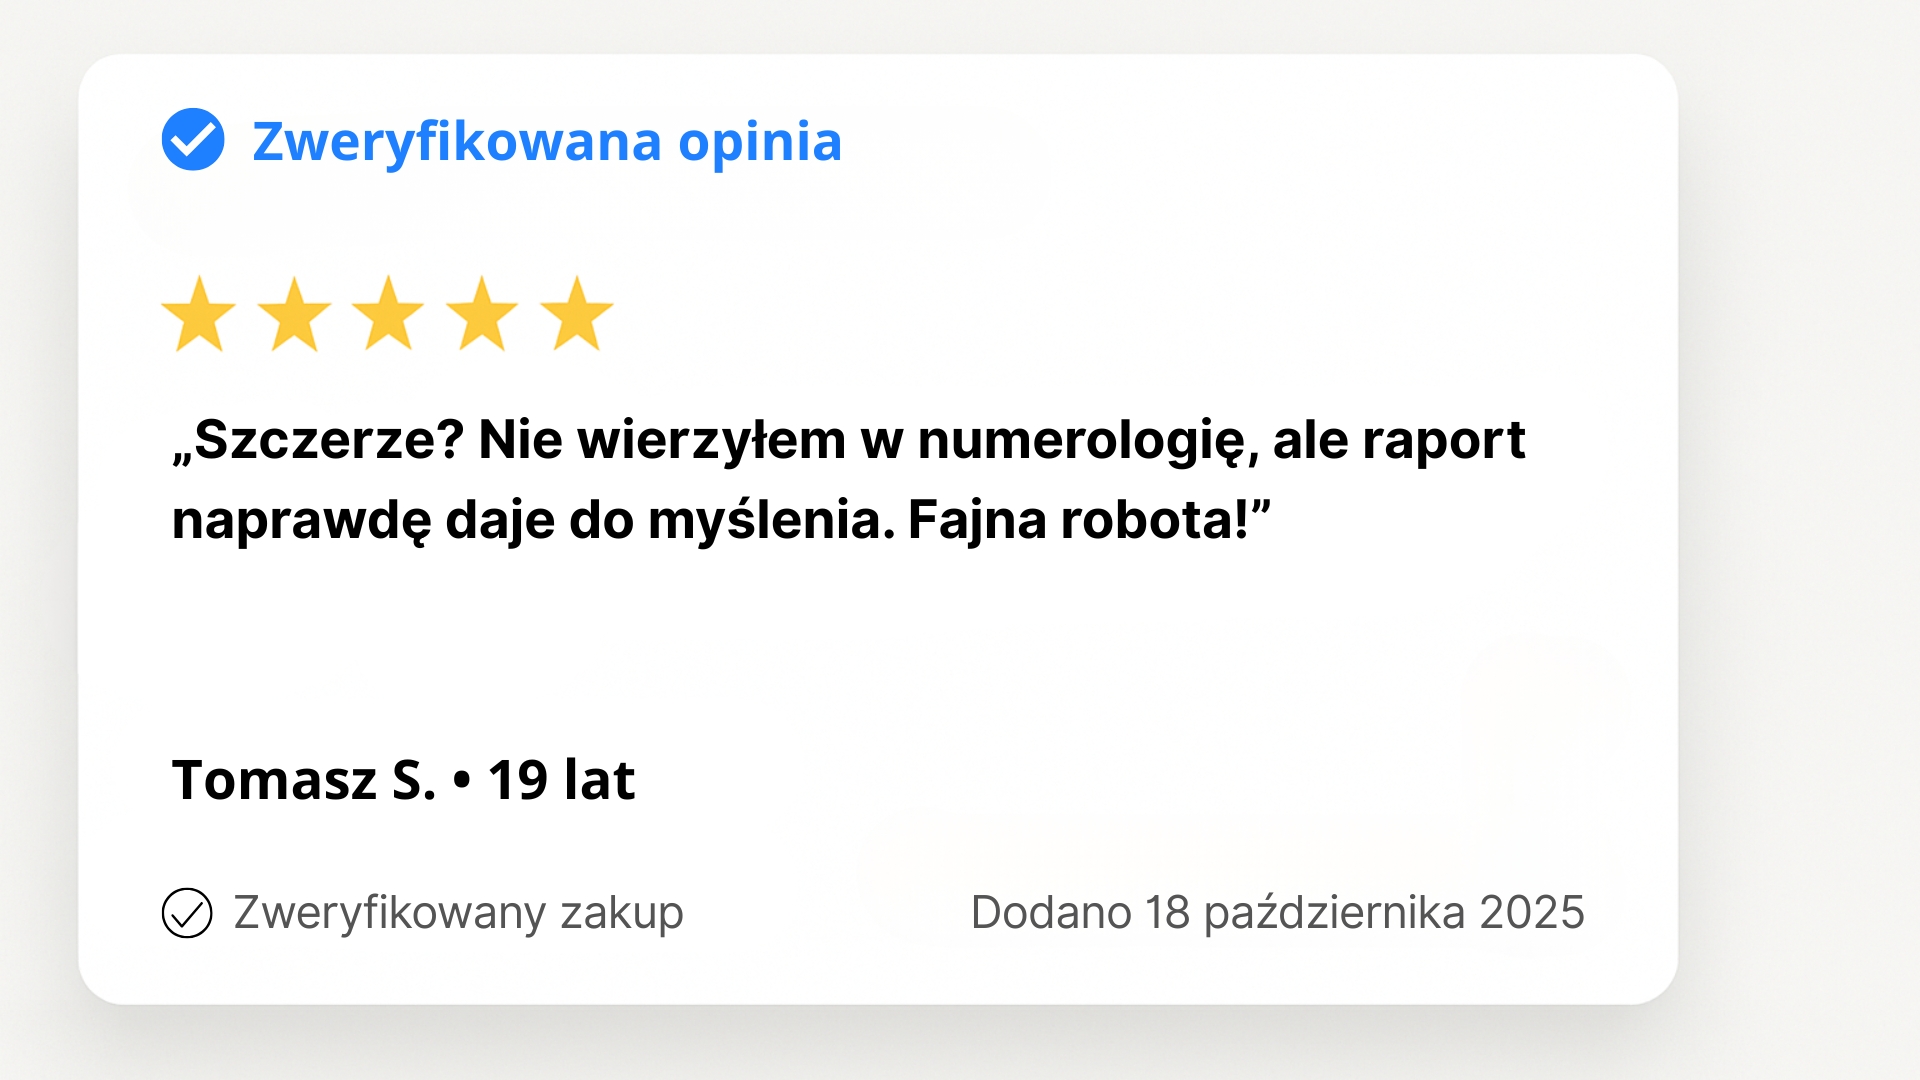 Zweryfikowana opinia
„Szczerze? Nie wierzyłem w numerologię, ale raport
naprawdę daje do myślenia. Fajna robota!”
Tomasz S. • 19 lat
Zweryfikowany zakup
Dodano 18 października 2025